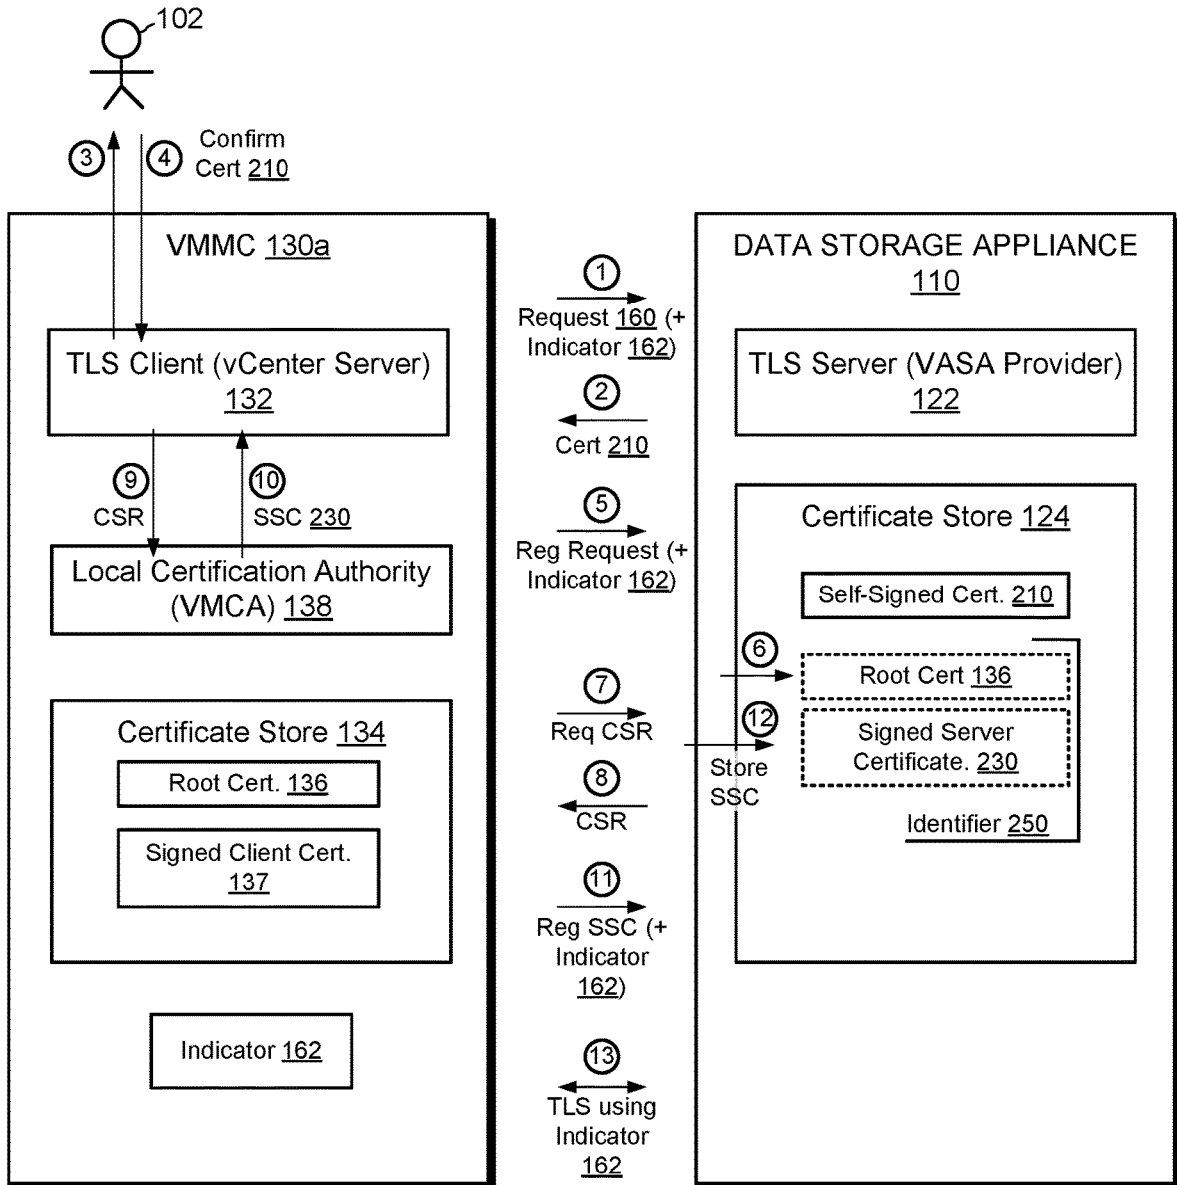 102
3
4
Confirm
Cert 210
VMMC 130a
TLS Client (vCenter Server)
132
9
CSR
10
SSC 230
Local Certification Authority
(VMCA) 138
Certificate Store 134
Root Cert. 136
Signed Client Cert.
137
Indicator 162
1
Request 160 (+
Indicator 162)
2
Cert 210
5
Reg Request (+
Indicator 162)
7
Req CSR
8
CSR
11
Reg SSC (+
Indicator
162)
13
TLS using
Indicator
162
DATA STORAGE APPLIANCE
110
TLS Server (VASA Provider)
122
Certificate Store 124
Self-Signed Cert. 210
6
Root Cert 136
12
Store
SSC
Signed Server
Certificate. 230
Identifier 250